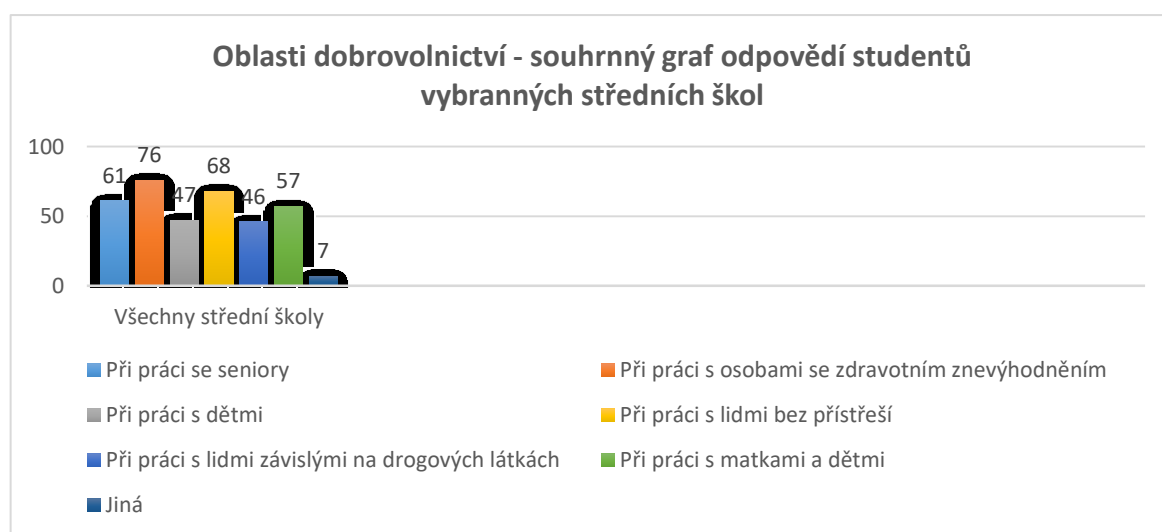 Oblasti dobrovolnictví - souhrnný graf odpovědí studentů
vybraných středních škol
100
50
0
61
76
47
68
46
57
7
Všechny střední školy
Při práci se seniory
Při práci s osobami se zdravotním znevýhodněním
Při práci s dětmi
Při práci s lidmi bez přístřeší
Při práci s lidmi závislými na drogových látkách
Při práci s matkami a dětmi
Jiná